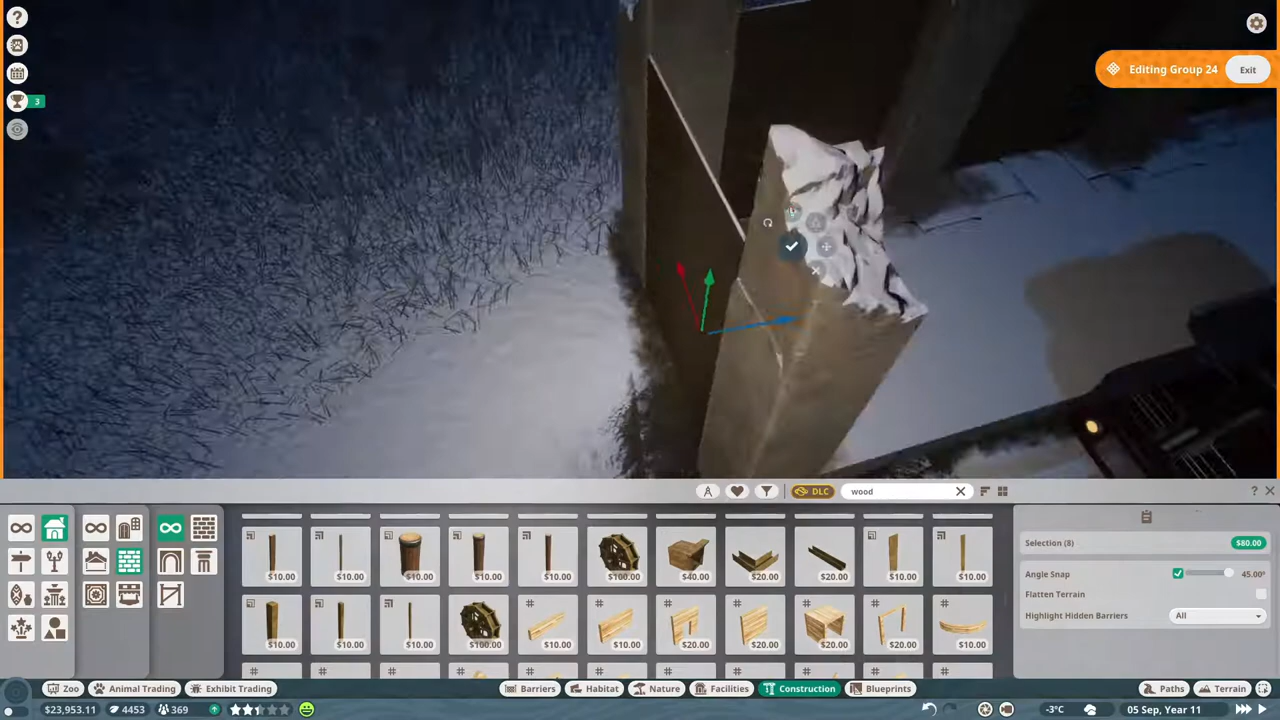 ?
Editing Group 24
Exit
3
DLC
wood
?
Selection (8)
$80.00
Angle Snap
45.00°
Flatten Terrain
Highlight Hidden Barriers
All
$10.00
$10.00
$10.00
$10.00
$10.00
$100.00
$40.00
$20.00
$20.00
$10.00
$10.00
$10.00
$10.00
$10.00
$100.00
$10.00
$10.00
$20.00
$20.00
$20.00
$20.00
$10.00
Zoo
Animal Trading
Exhibit Trading
Barriers
Habitat
Nature
Facilities
Construction
Blueprints
Paths
Terrain
$23,953.11
4453
369
-3°C
05 Sep, Year 11